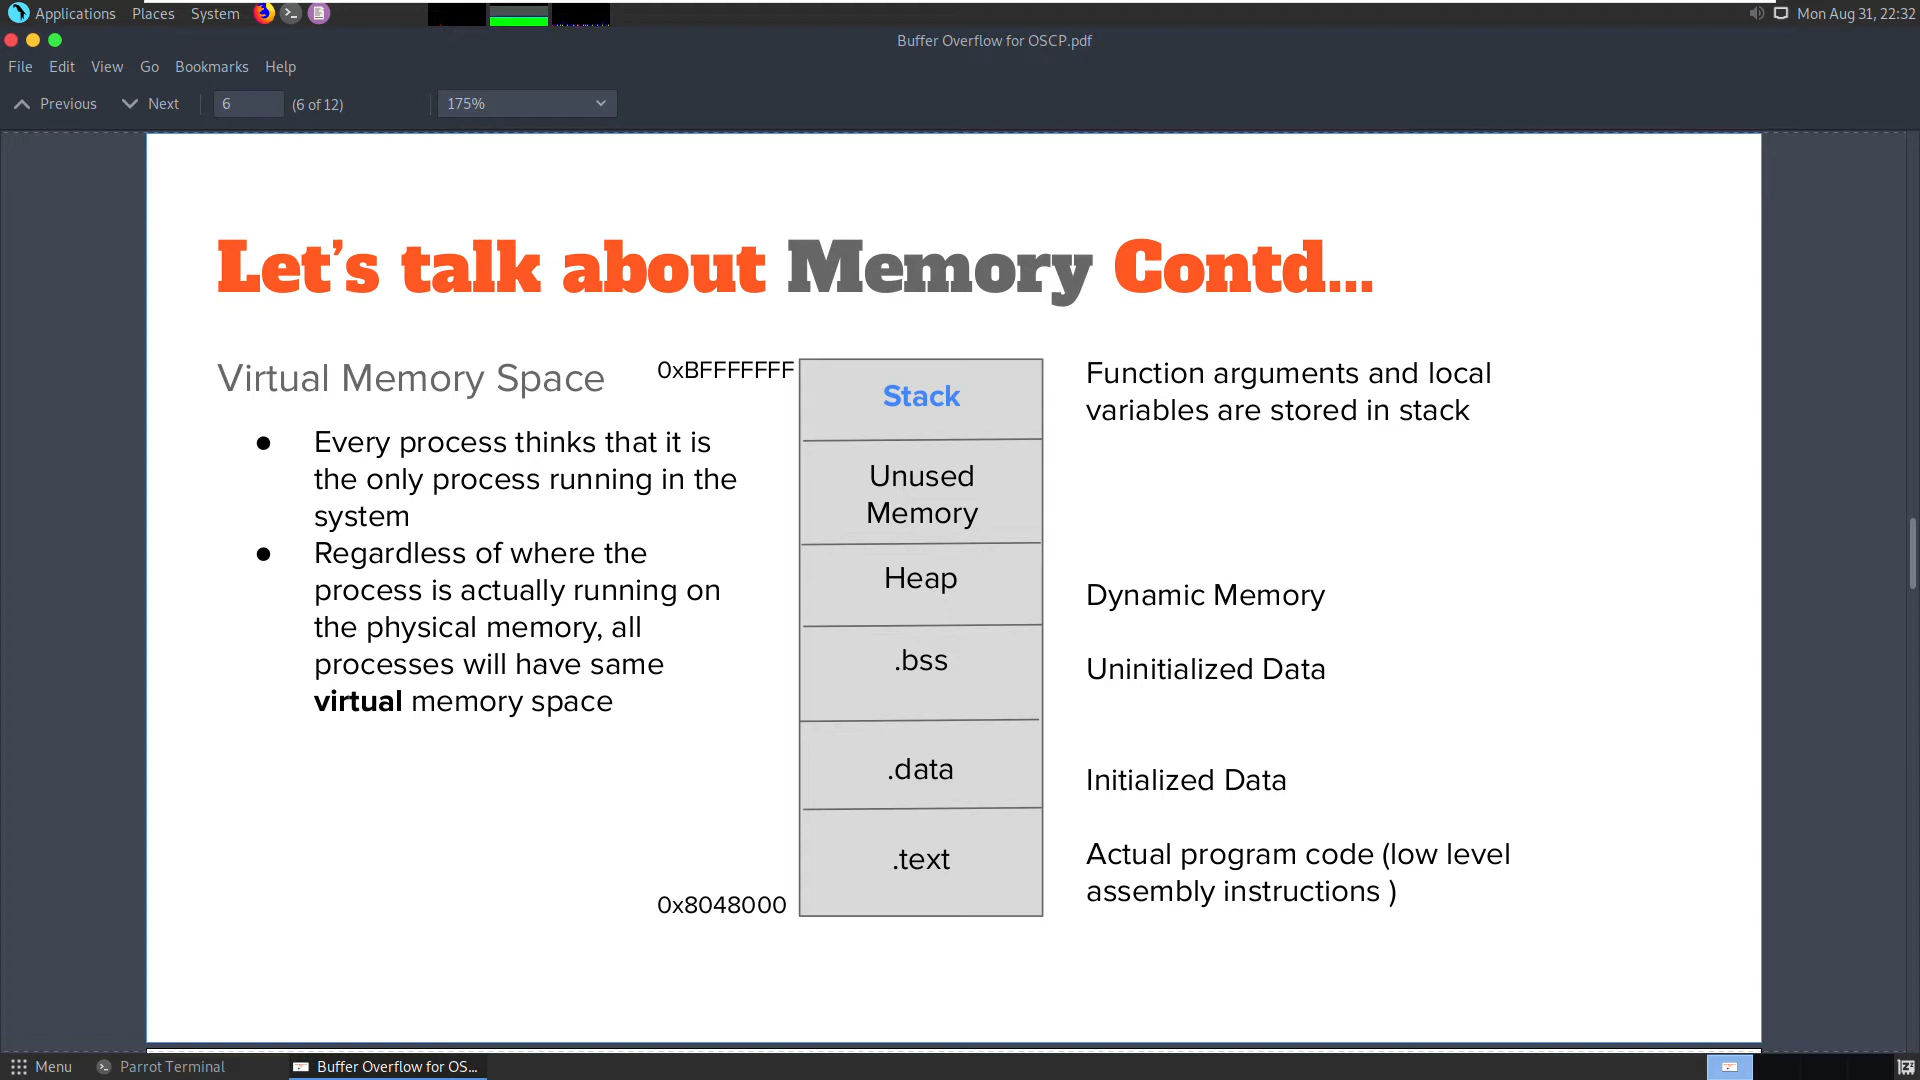 Applications Places System
Mon Aug 31, 22:32
Buffer Overflow for OSCP.pdf
File Edit View Go Bookmarks Help
Previous Next 6 (6 of 12) 175%
Let's talk about Memory Contd...
Virtual Memory Space
● Every process thinks that it is
the only process running in the
system
● Regardless of where the
process is actually running on
the physical memory, all
processes will have same
virtual memory space
0xBFFFFFFF
Stack
Unused
Memory
Heap
.bss
.data
.text
0x8048000
Function arguments and local
variables are stored in stack
Dynamic Memory
Uninitialized Data
Initialized Data
Actual program code (low level
assembly instructions )
Menu Parrot Terminal Buffer Overflow for OS...